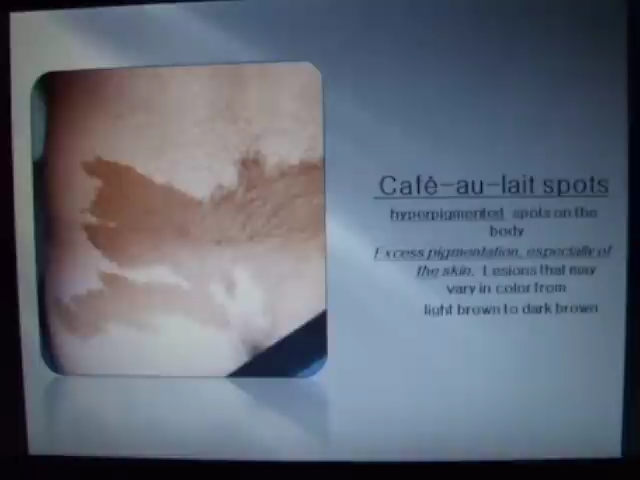 Café-au-lait spots
hyperpigmented spots on the
body
Excess pigmentation, especially of
the skin. Lesions that may
vary in color from
light brown to dark brown